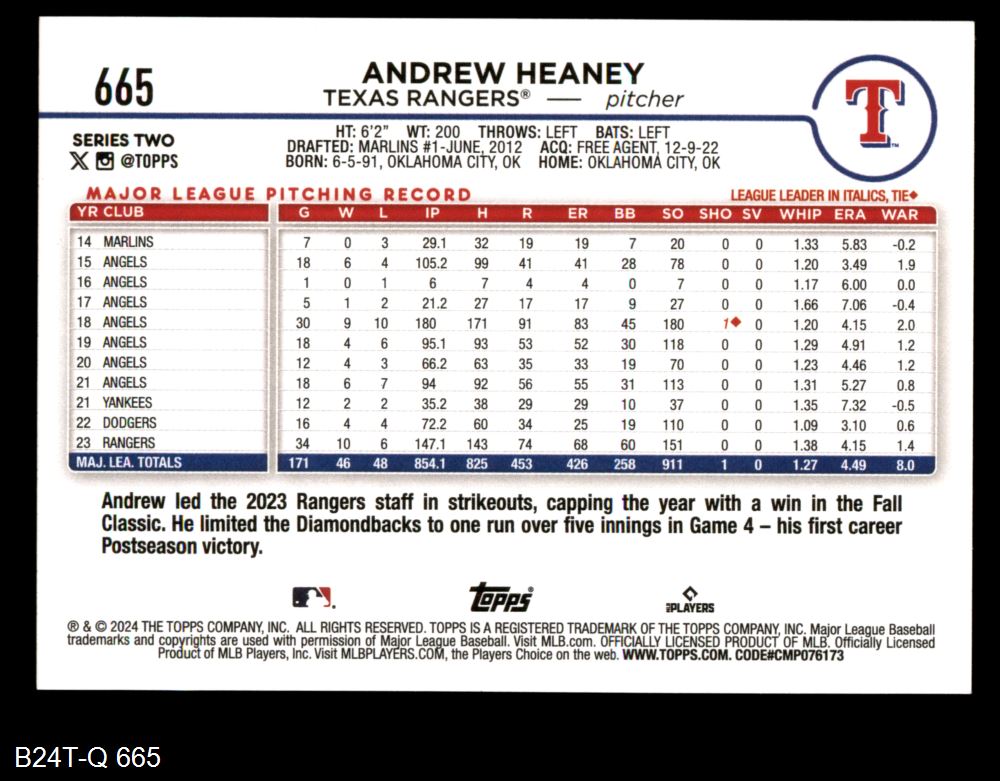 665
ANDREW HEANEY
TEXAS RANGERS® — pitcher
T
™
SERIES TWO
X @TOPPS
HT: 6'2" WT: 200 THROWS: LEFT BATS: LEFT
DRAFTED: MARLINS #1-JUNE, 2012 ACQ: FREE AGENT, 12-9-22
BORN: 6-5-91, OKLAHOMA CITY, OK HOME: OKLAHOMA CITY, OK
MAJOR LEAGUE PITCHING RECORD LEAGUE LEADER IN ITALICS, TIE◆
YR CLUB G W L IP H R ER BB SO SHO SV WHIP ERA WAR
14 MARLINS 7 0 3 29.1 32 19 19 7 20 0 0 1.33 5.83 -0.2
15 ANGELS 18 6 4 105.2 99 41 41 28 78 0 0 1.20 3.49 1.9
16 ANGELS 1 0 1 6 7 4 4 0 7 0 0 1.17 6.00 0.0
17 ANGELS 5 1 2 21.2 27 17 17 9 27 0 0 1.66 7.06 -0.4
18 ANGELS 30 9 10 180 171 91 83 45 180 1◆ 0 1.20 4.15 2.0
19 ANGELS 18 4 6 95.1 93 53 52 30 118 0 0 1.29 4.91 1.2
20 ANGELS 12 4 3 66.2 63 35 33 19 70 0 0 1.23 4.46 1.2
21 ANGELS 18 6 7 94 92 56 55 31 113 0 0 1.31 5.27 0.8
21 YANKEES 12 2 2 35.2 38 29 29 10 37 0 0 1.35 7.32 -0.5
22 DODGERS 16 4 4 72.2 60 34 25 19 110 0 0 1.09 3.10 0.6
23 RANGERS 34 10 6 147.1 143 74 68 60 151 0 0 1.38 4.15 1.4
MAJ. LEA. TOTALS 171 46 48 854.1 825 453 426 258 911 1 0 1.27 4.49 8.0
Andrew led the 2023 Rangers staff in strikeouts, capping the year with a win in the Fall
Classic. He limited the Diamondbacks to one run over five innings in Game 4 – his first career
Postseason victory.
Topps® MLB PLAYERS
® & © 2024 THE TOPPS COMPANY, INC. ALL RIGHTS RESERVED. TOPPS IS A REGISTERED TRADEMARK OF THE TOPPS COMPANY, INC. Major League Baseball
trademarks and copyrights are used with permission of Major League Baseball. Visit MLB.com. OFFICIALLY LICENSED PRODUCT OF MLB. Officially Licensed
Product of MLB Players, Inc. Visit MLBPLAYERS.COM, the Players Choice on the web. WWW.TOPPS.COM. CODE#CMP076173
B24T-Q 665